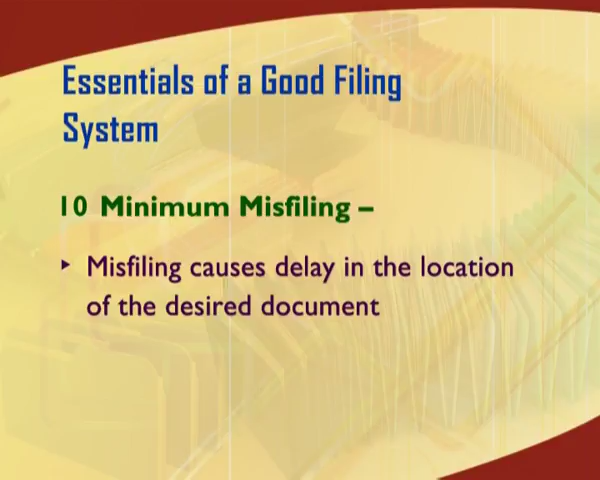 Essentials of a Good Filing
System
10 Minimum Misfiling –
‣ Misfiling causes delay in the location
of the desired document